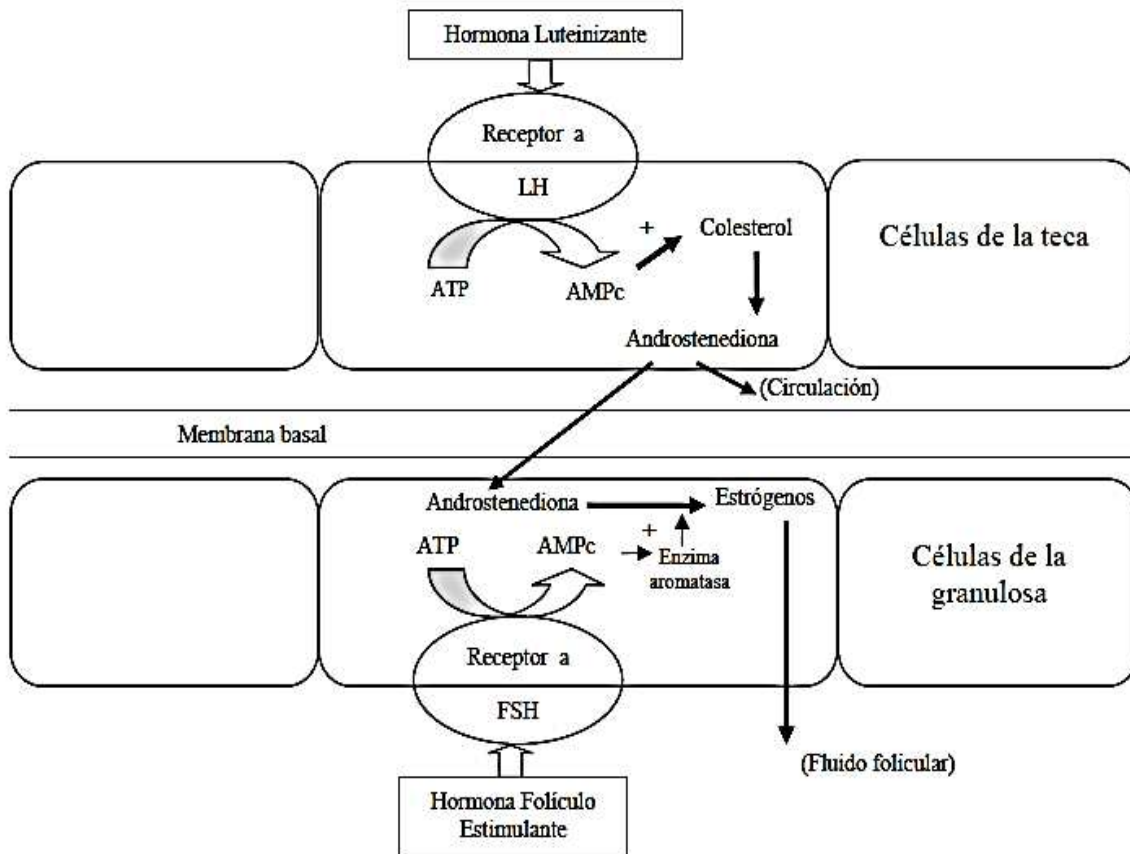 Hormona Luteinizante
Receptor a
LH
+
Colesterol
Células de la teca
ATP
AMPc
Androstenediona
(Circulación)
Membrana basal
Androstenediona
Estrógenos
+
ATP
AMPc
Enzima
aromatasa
Células de la
granulosa
Receptor a
FSH
(Fluido folicular)
Hormona Folículo
Estimulante